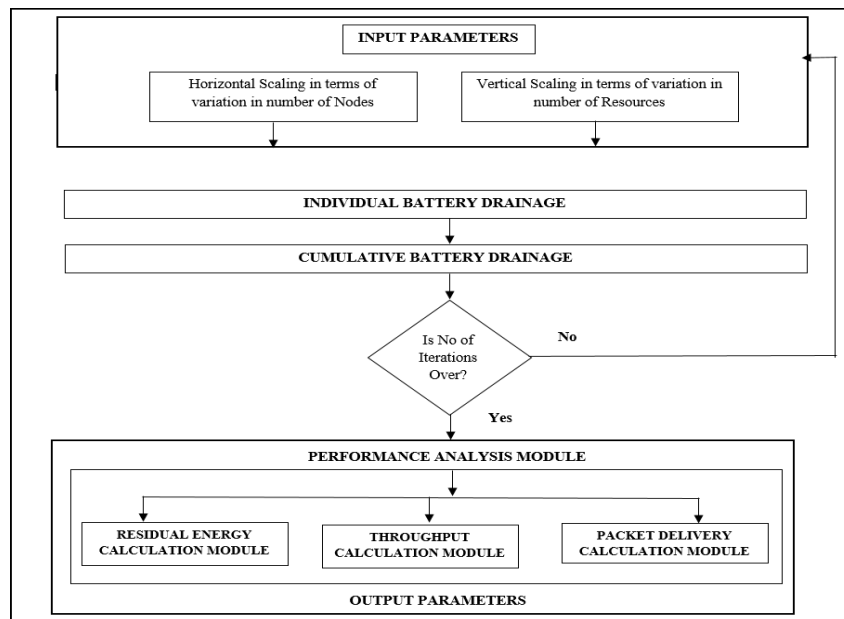 INPUT PARAMETERS
Horizontal Scaling in terms of
variation in number of Nodes
Vertical Scaling in terms of variation in
number of Resources
INDIVIDUAL BATTERY DRAINAGE
CUMULATIVE BATTERY DRAINAGE
Is No of
Iterations
Over?
No
Yes
PERFORMANCE ANALYSIS MODULE
RESIDUAL ENERGY
CALCULATION MODULE
THROUGHPUT
CALCULATION MODULE
PACKET DELIVERY
CALCULATION MODULE
OUTPUT PARAMETERS